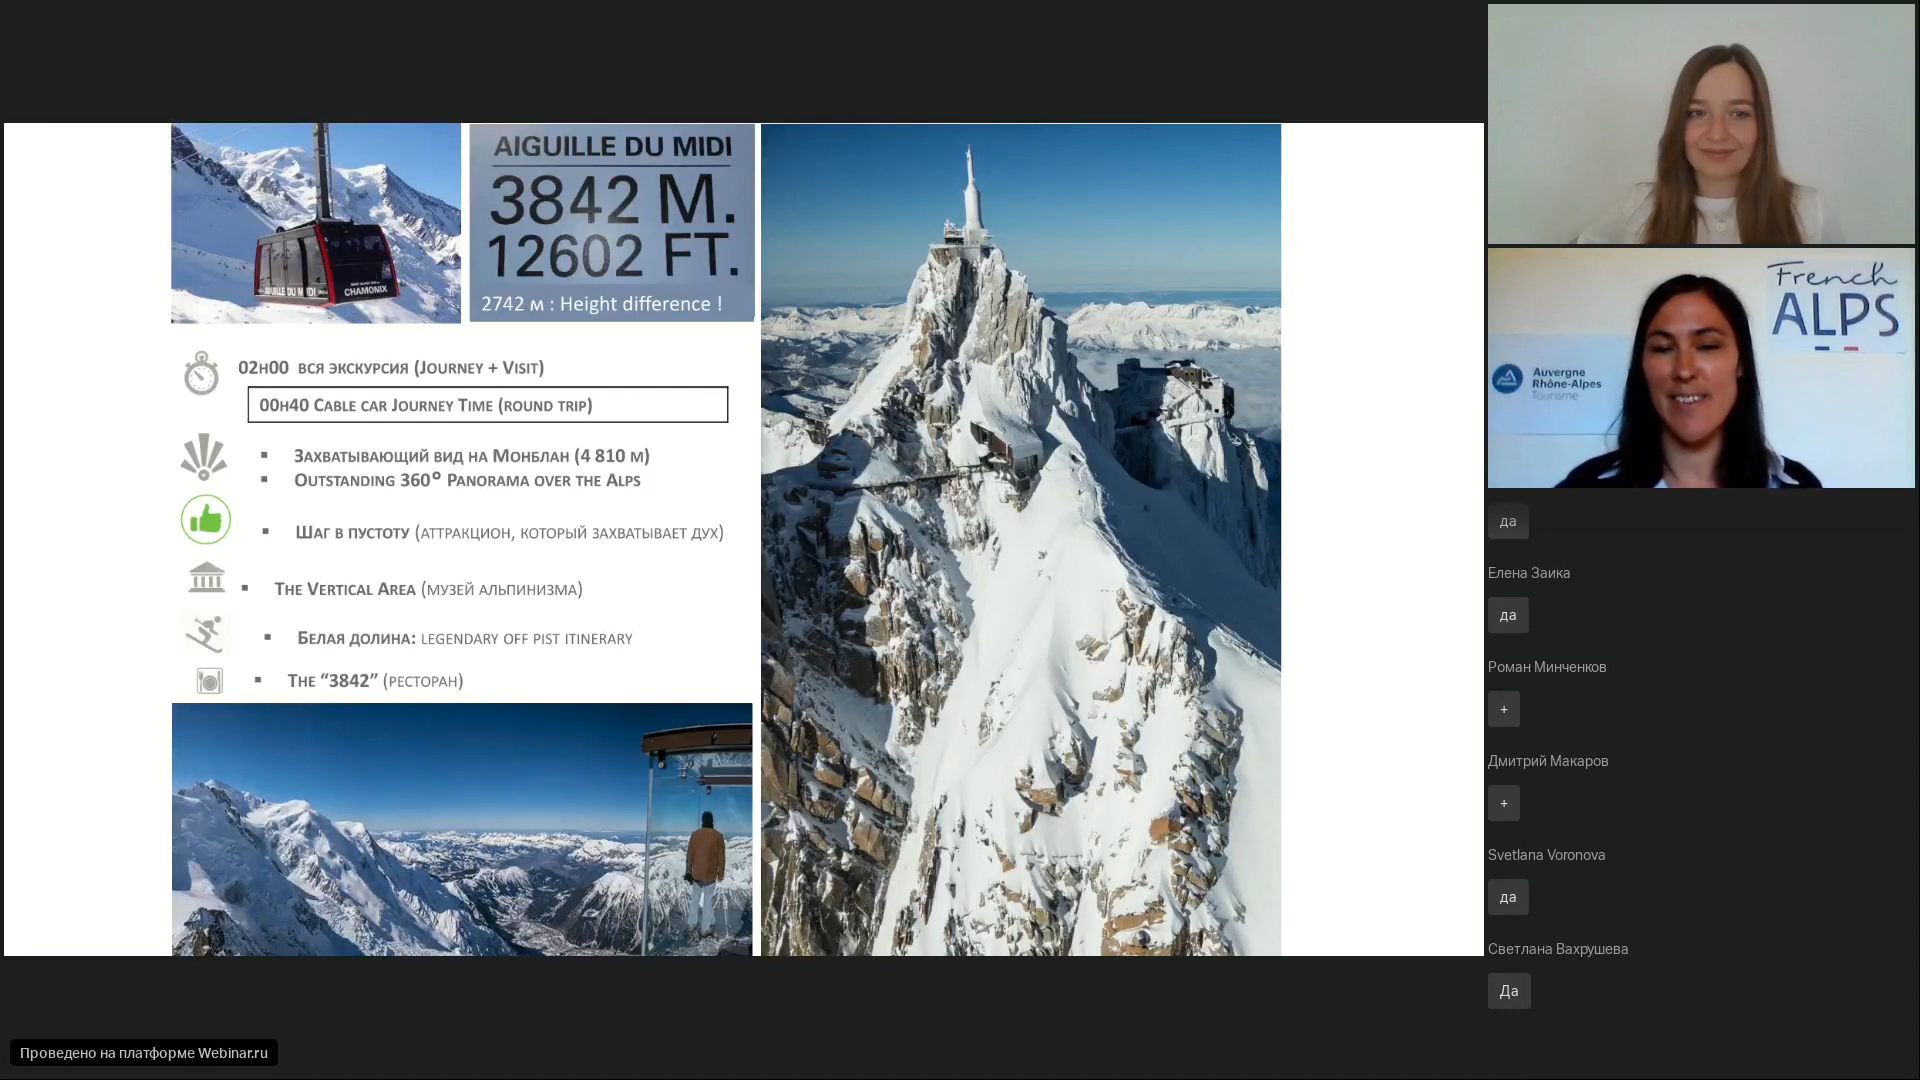 AIGUILLE DU MIDI
CHAMONIX
AIGUILLE DU MIDI
3842 M.
12602 FT.
2742 м : Height difference !
02H00 ВСЯ ЭКСКУРСИЯ (JOURNEY + VISIT)
00H40 CABLE CAR JOURNEY TIME (ROUND TRIP)
▪ ЗАХВАТЫВАЮЩИЙ ВИД НА МОНБЛАН (4 810 М)
▪ OUTSTANDING 360° PANORAMA OVER THE ALPS
▪ ШАГ В ПУСТОТУ (АТТРАКЦИОН, КОТОРЫЙ ЗАХВАТЫВАЕТ ДУХ)
▪ THE VERTICAL AREA (МУЗЕЙ АЛЬПИНИЗМА)
▪ БЕЛАЯ ДОЛИНА: LEGENDARY OFF PIST ITINERARY
▪ THE “3842” (РЕСТОРАН)
French
ALPS
Auvergne
Rhône-Alpes
Tourisme
да
Елена Заика
да
Роман Минченков
+
Дмитрий Макаров
+
Svetlana Voronova
да
Светлана Вахрушева
Да
Проведено на платформе Webinar.ru